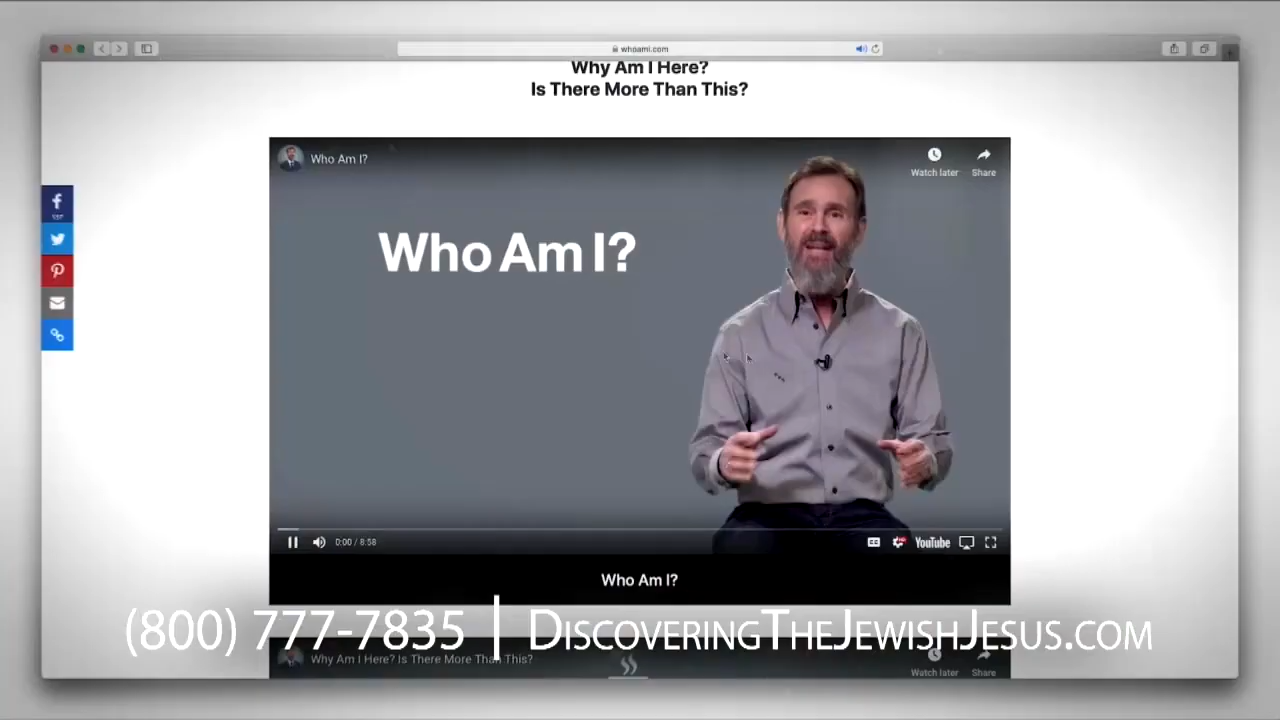 whoami.com
Why Am I Here?
Is There More Than This?
Who Am I?
Watch later
Share
Who Am I?
0:00 / 8:58
CC
YouTube
Who Am I?
(800) 777-7835 | DiscoveringTheJewishJesus.com
Why Am I Here? Is There More Than This?
Watch later
Share